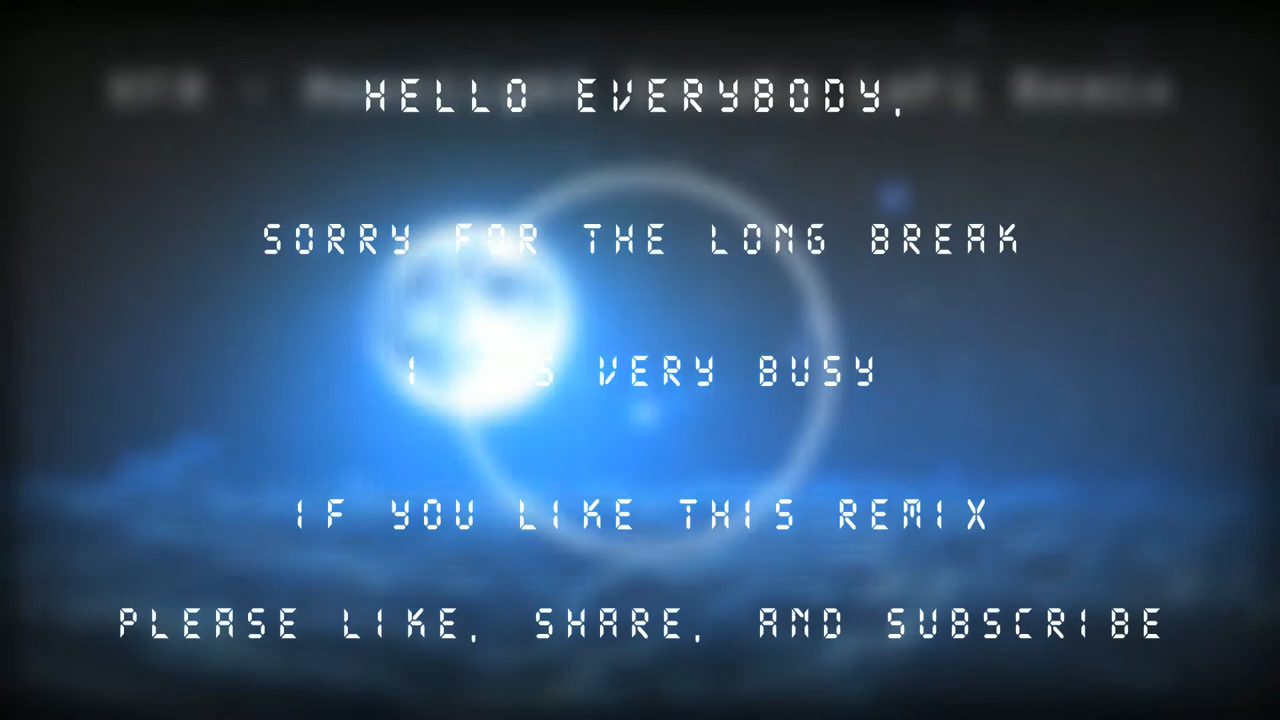 HELLO EVERYBODY,
SORRY FOR THE LONG BREAK
I WAS VERY BUSY
IF YOU LIKE THIS REMIX
PLEASE LIKE, SHARE, AND SUBSCRIBE